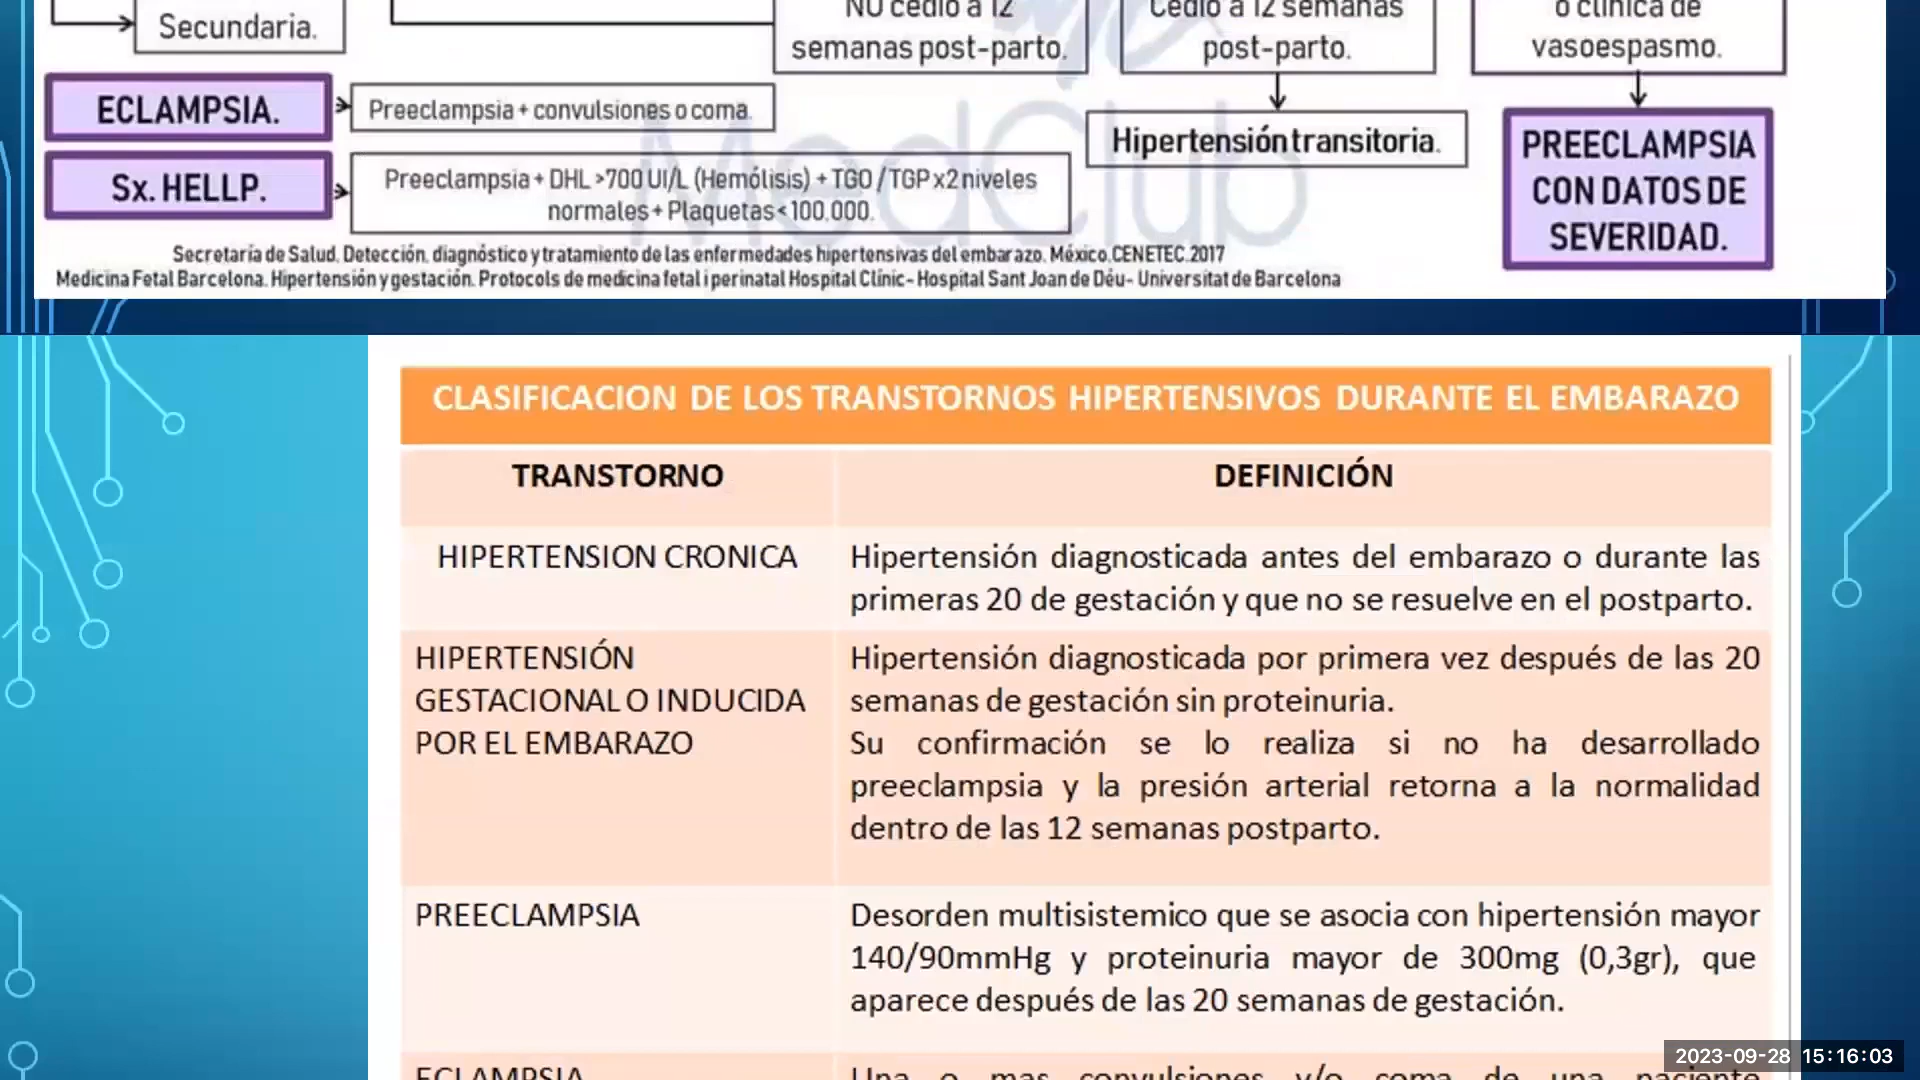 Secundaria.
NO cedió a 12
semanas post-parto.
Cedió a 12 semanas
post-parto.
o clínica de
vasoespasmo.
ECLAMPSIA.
Preeclampsia + convulsiones o coma.
Hipertensión transitoria.
PREECLAMPSIA
CON DATOS DE
SEVERIDAD.
Sx. HELLP.
Preeclampsia + DHL >700 UI/L (Hemólisis) + TGO / TGP x2 niveles
normales + Plaquetas < 100,000.
MedClub
Secretaría de Salud. Detección, diagnóstico y tratamiento de las enfermedades hipertensivas del embarazo. México.CENETEC.2017
Medicina Fetal Barcelona. Hipertensión y gestación. Protocols de medicina fetal i perinatal Hospital Clínic- Hospital Sant Joan de Déu- Universitat de Barcelona
CLASIFICACION DE LOS TRANSTORNOS HIPERTENSIVOS DURANTE EL EMBARAZO
TRANSTORNO
DEFINICIÓN
HIPERTENSION CRONICA
Hipertensión diagnosticada antes del embarazo o durante las
primeras 20 de gestación y que no se resuelve en el postparto.
HIPERTENSIÓN
GESTACIONAL O INDUCIDA
POR EL EMBARAZO
Hipertensión diagnosticada por primera vez después de las 20
semanas de gestación sin proteinuria.
Su confirmación se lo realiza si no ha desarrollado
preeclampsia y la presión arterial retorna a la normalidad
dentro de las 12 semanas postparto.
PREECLAMPSIA
Desorden multisistemico que se asocia con hipertensión mayor
140/90mmHg y proteinuria mayor de 300mg (0,3gr), que
aparece después de las 20 semanas de gestación.
ECLAMPSIA
Una o mas convulsiones y/o coma de una paciente
2023-09-28 15:16:03